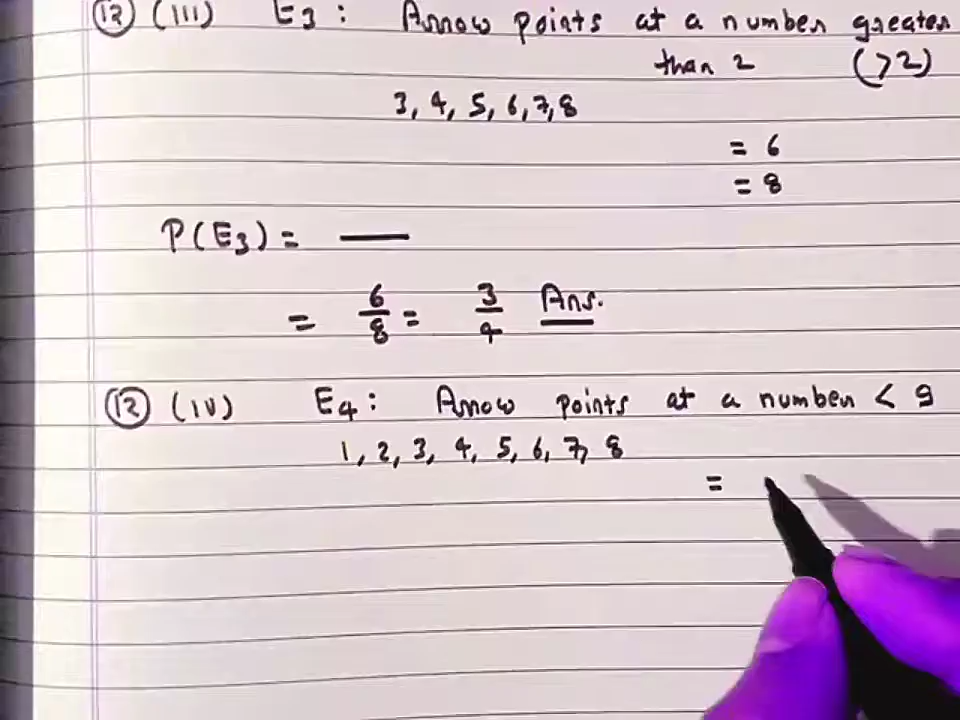 12 (iii) E3 : Arrow points at a number greater
than 2 (>2)
3, 4, 5, 6, 7, 8
= 6
= 8
P(E3) = ―
= 6/8 = 3/4 Ans.
12 (iv) E4 : Arrow points at a number < 9
1, 2, 3, 4, 5, 6, 7, 8
=